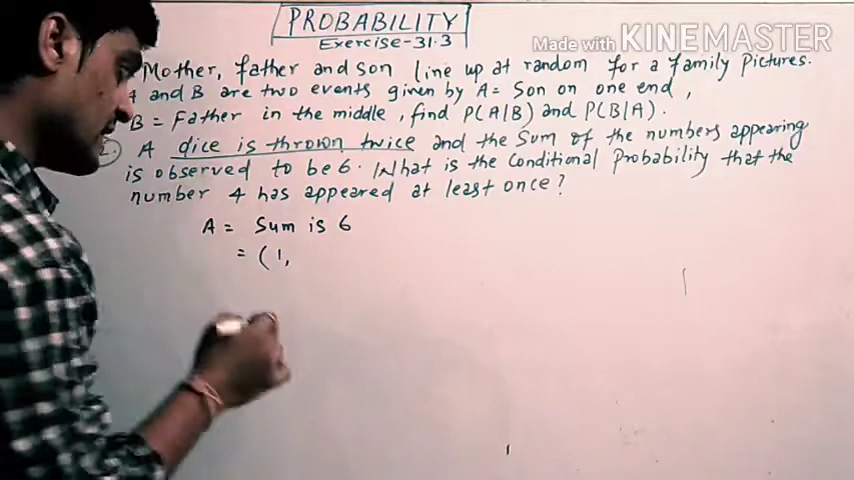 PROBABILITY
Exercise-31.3
Made with KINEMASTER
Mother, father and son line up at random for a family Pictures.
A and B are two events given by A = Son on one end,
B = Father in the middle, find P(A|B) and P(B|A).
2. A dice is thrown twice and the Sum of the numbers appearing
is observed to be 6. What is the Conditional Probability that the
number 4 has appeared at least once?
A = Sum is 6
= (1,